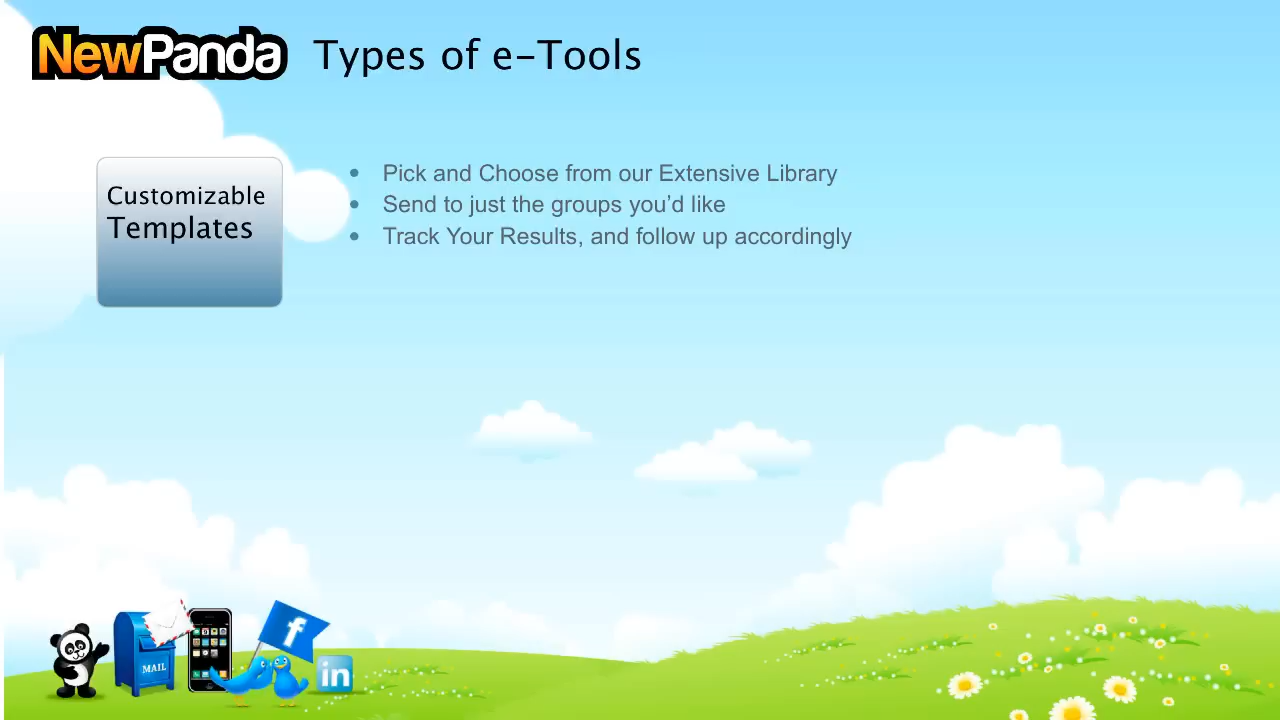 NewPanda Types of e-Tools
Customizable
Templates
• Pick and Choose from our Extensive Library
• Send to just the groups you’d like
• Track Your Results, and follow up accordingly
MAIL
f
in